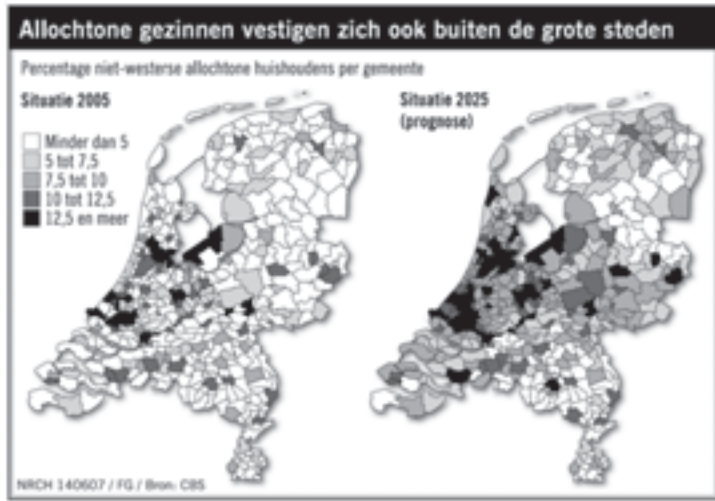 Allochtone gezinnen vestigen zich ook buiten de grote steden
Percentage niet-westerse allochtone huishoudens per gemeente
Situatie 2005
Minder dan 5
5 tot 7,5
7,5 tot 10
10 tot 12,5
12,5 en meer
Situatie 2025
(prognose)
NRCH 140607 / FG / Bron: CBS